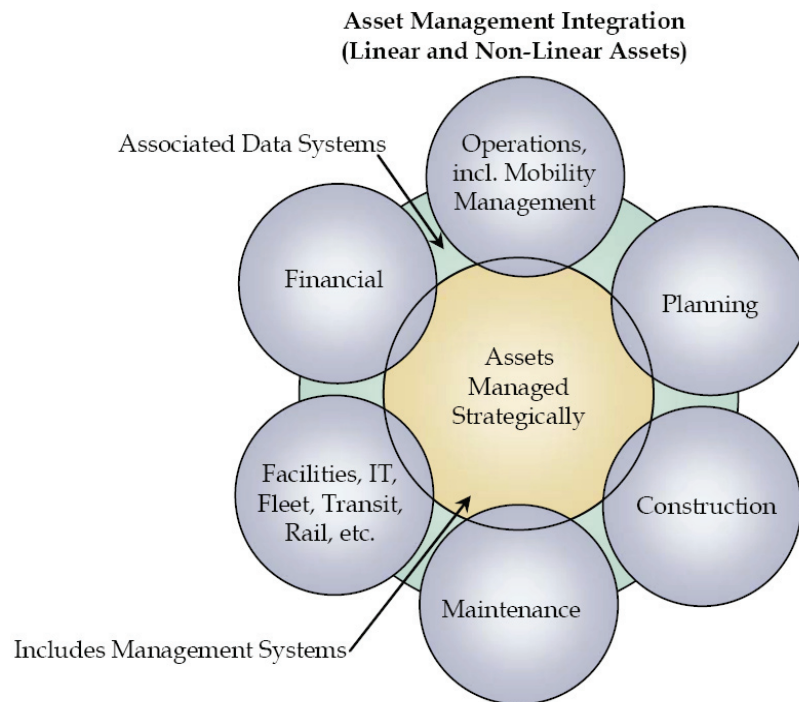 Asset Management Integration
(Linear and Non-Linear Assets)
Associated Data Systems
Operations,
incl. Mobility
Management
Financial
Planning
Assets
Managed
Strategically
Facilities, IT,
Fleet, Transit,
Rail, etc.
Construction
Maintenance
Includes Management Systems